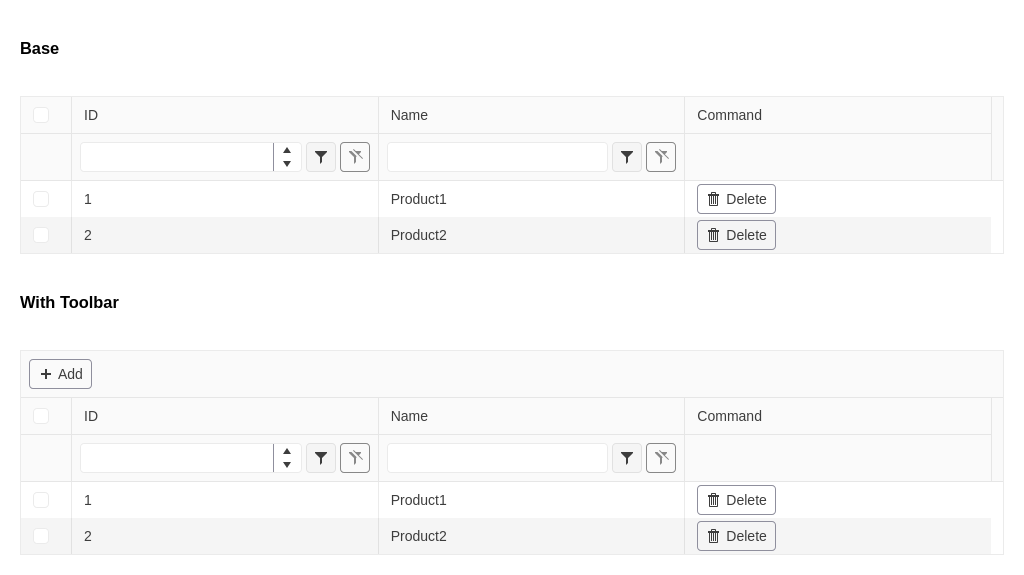 Base
ID Name Command
1 Product1 Delete
2 Product2 Delete
With Toolbar
Add
ID Name Command
1 Product1 Delete
2 Product2 Delete